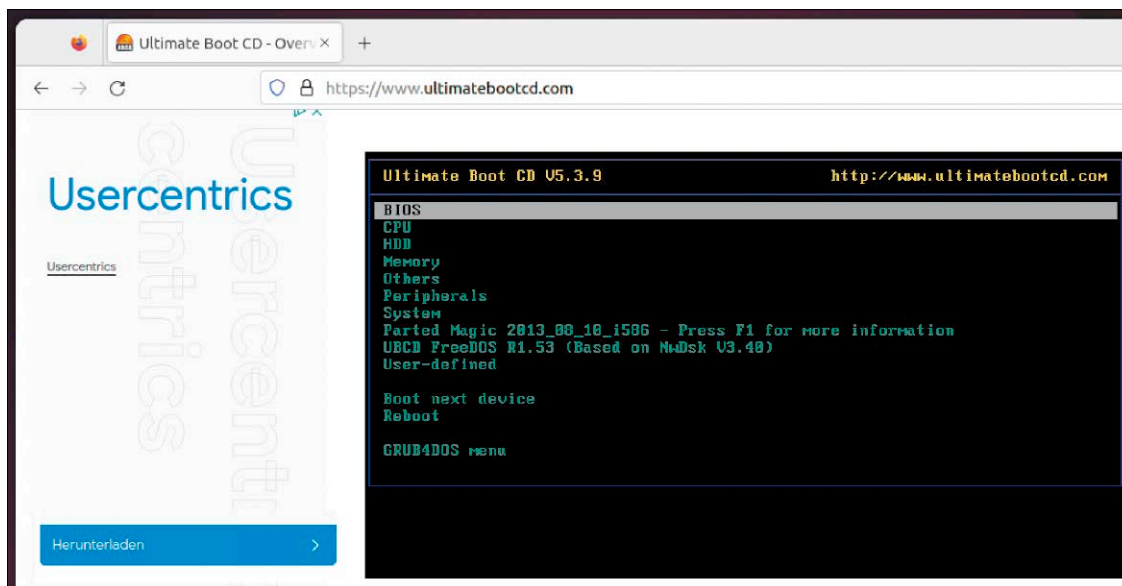 Ultimate Boot CD - Overv
https://www.ultimatebootcd.com
Usercentrics
Usercentrics
Usercentrics
Herunterladen
Ultimate Boot CD V5.3.9 http://www.ultimatebootcd.com
BIOS
CPU
HDD
Memory
Others
Peripherals
System
Parted Magic 2013_08_10_i586 - Press F1 for more information
UBCD FreeDOS R1.53 (Based on NwDsk V3.40)
User-defined
Boot next device
Reboot
GRUB4DOS menu